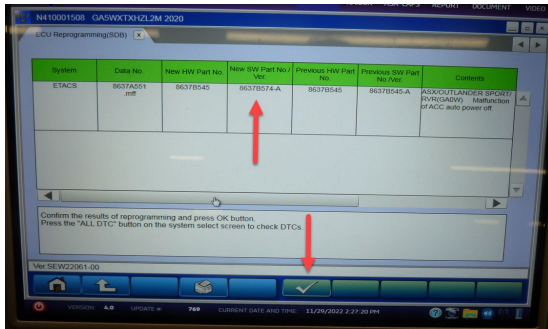 REPORT DOCUMENT VIDEO
N410001508 GA5WXTXHZL2M 2020
ECU Reprogramming(SDB) X
System Data No. New HW Part No. New SW Part No./ Ver. Previous HW Part No. Previous SW Part No./Ver. Contents
ETACS 8637A551 .mff 8637B545 8637B574-A 8637B545 8637B545-A ASX/OUTLANDER SPORT/
RVR(GA0W) Malfunction
of ACC auto power off.
Confirm the results of reprogramming and press OK button.
Press the "ALL DTC" button on the system select screen to check DTCs.
Ver.SEW22061-00
VERSION: 4.0 UPDATE #: 769 CURRENT DATE AND TIME: 11/29/2022 2:27:20 PM